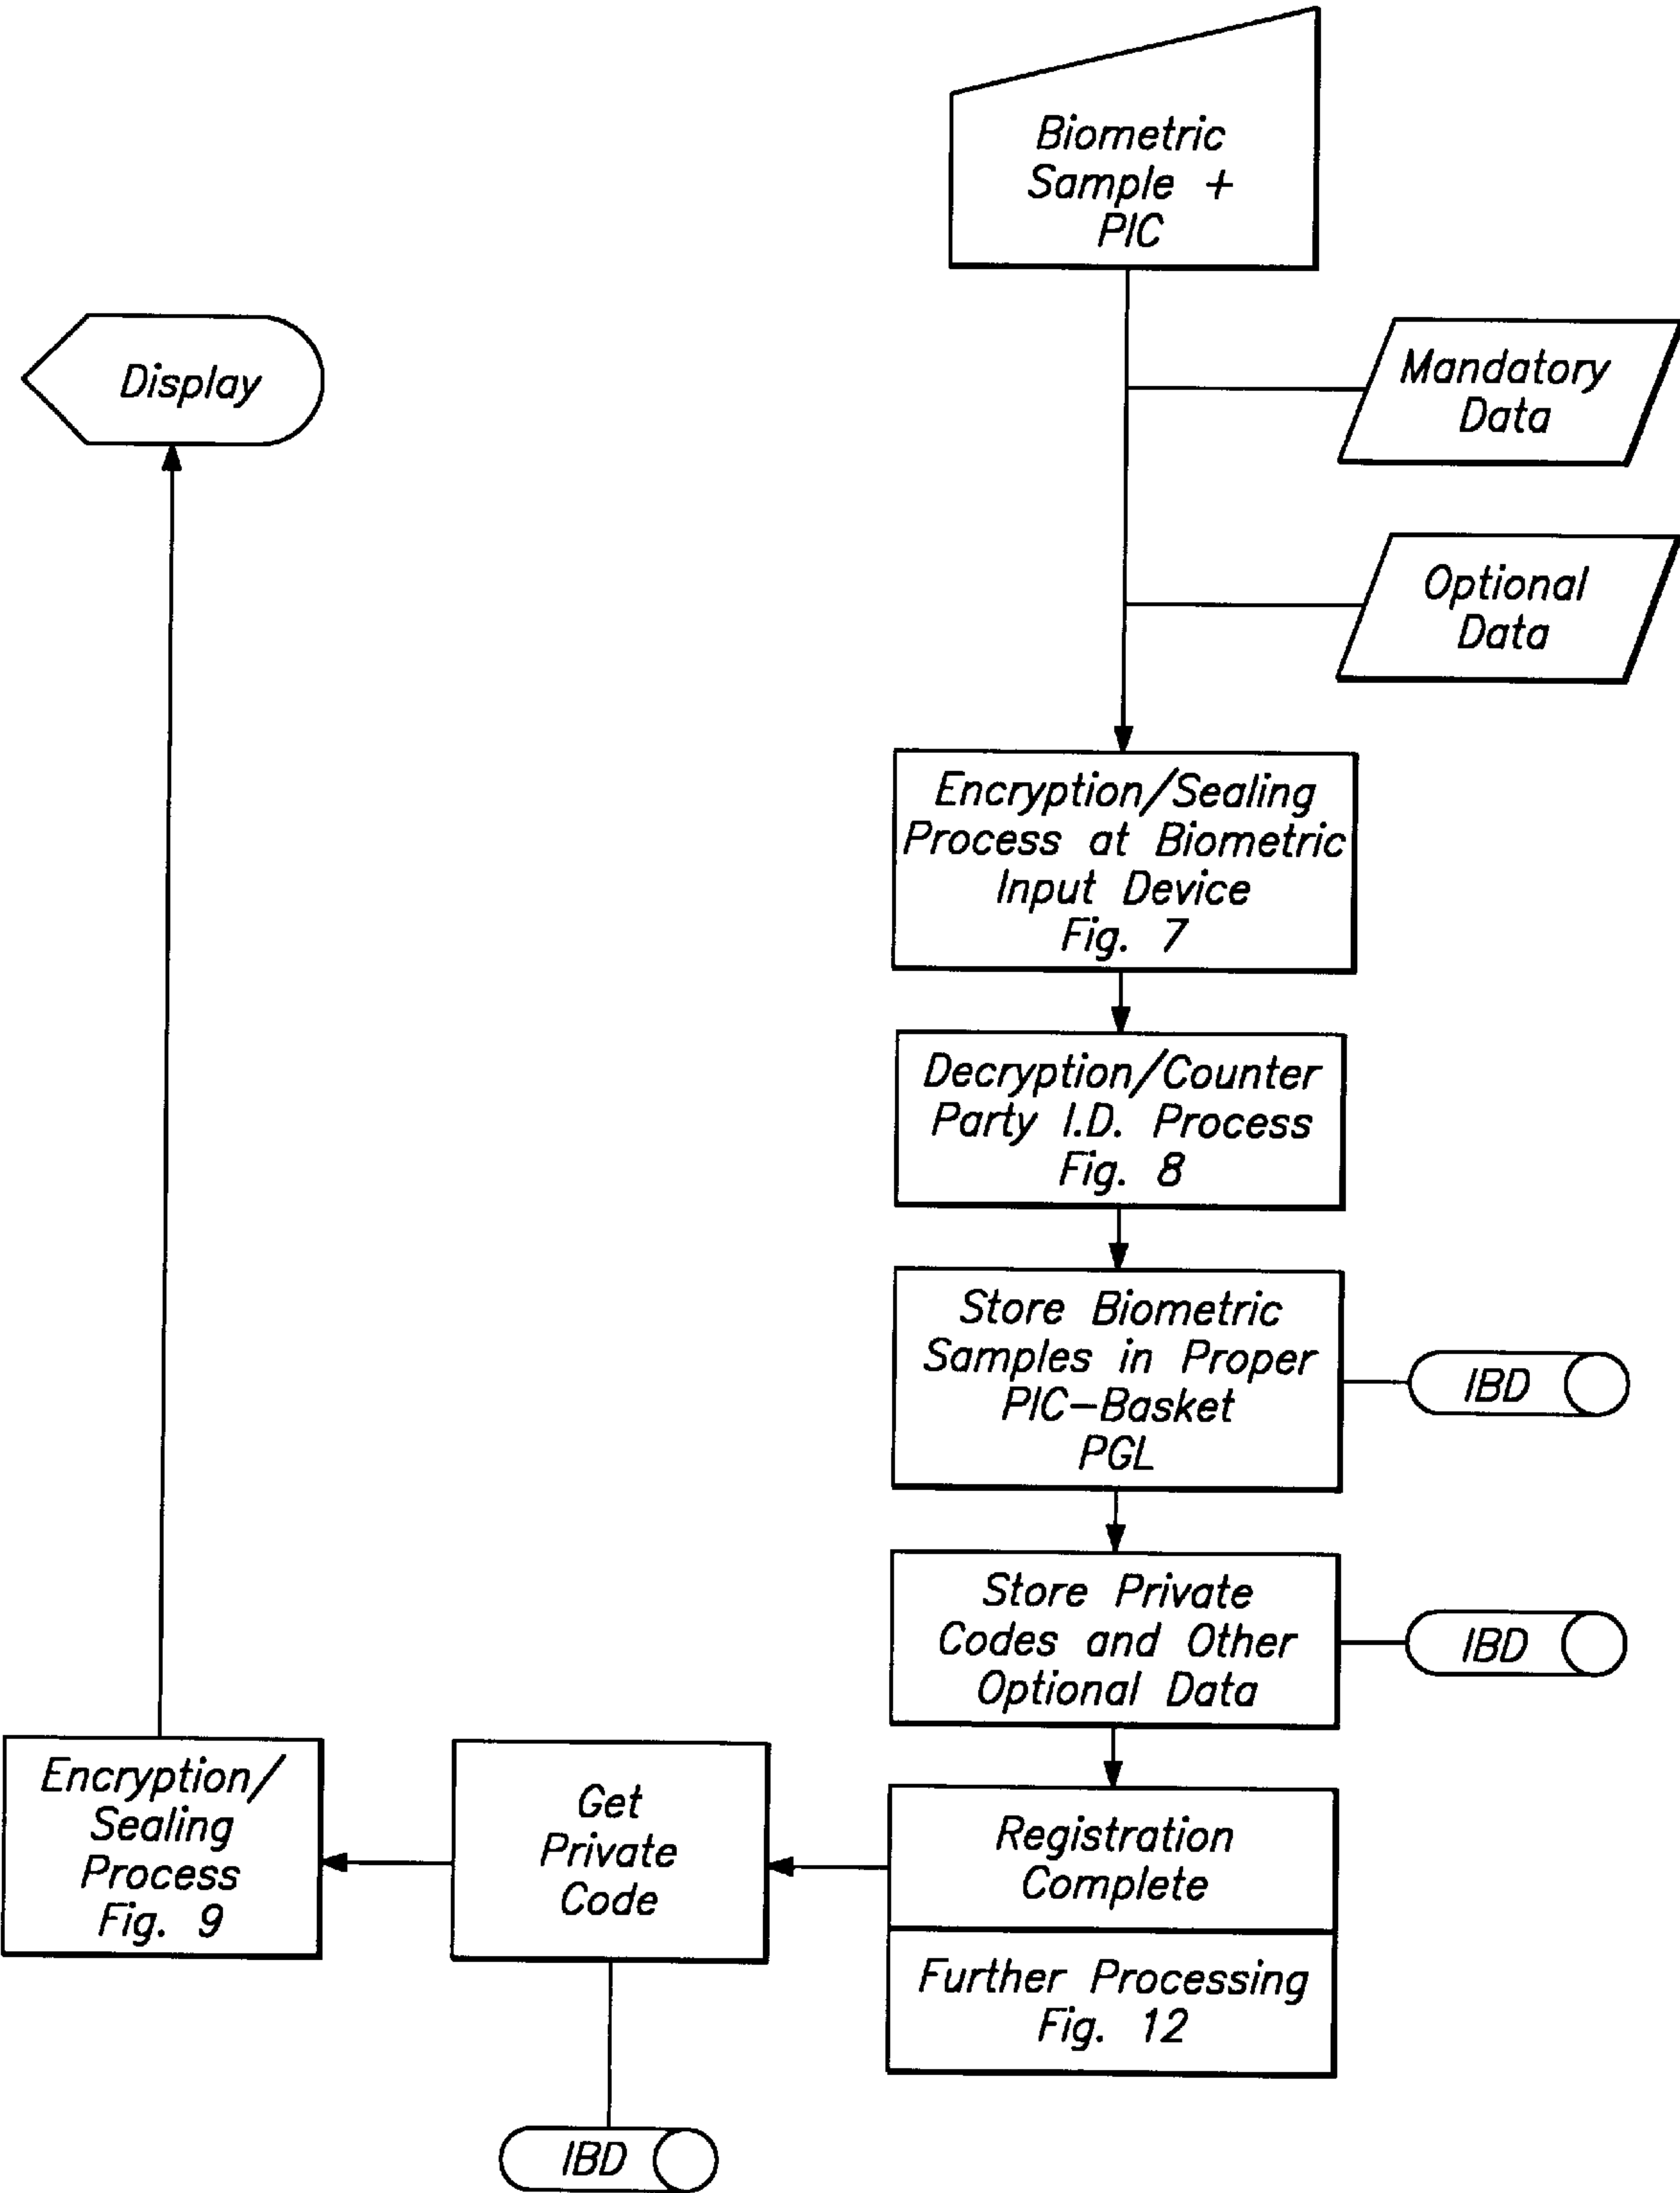 Biometric
Sample +
PIC
Display
Mandatory
Data
Optional
Data
Encryption/Sealing
Process at Biometric
Input Device
Fig. 7
Decryption/Counter
Party I.D. Process
Fig. 8
Store Biometric
Samples in Proper
PIC-Basket
PGL
IBD
Store Private
Codes and Other
Optional Data
IBD
Registration
Complete
Further Processing
Fig. 12
Get
Private
Code
IBD
Encryption/
Sealing
Process
Fig. 9